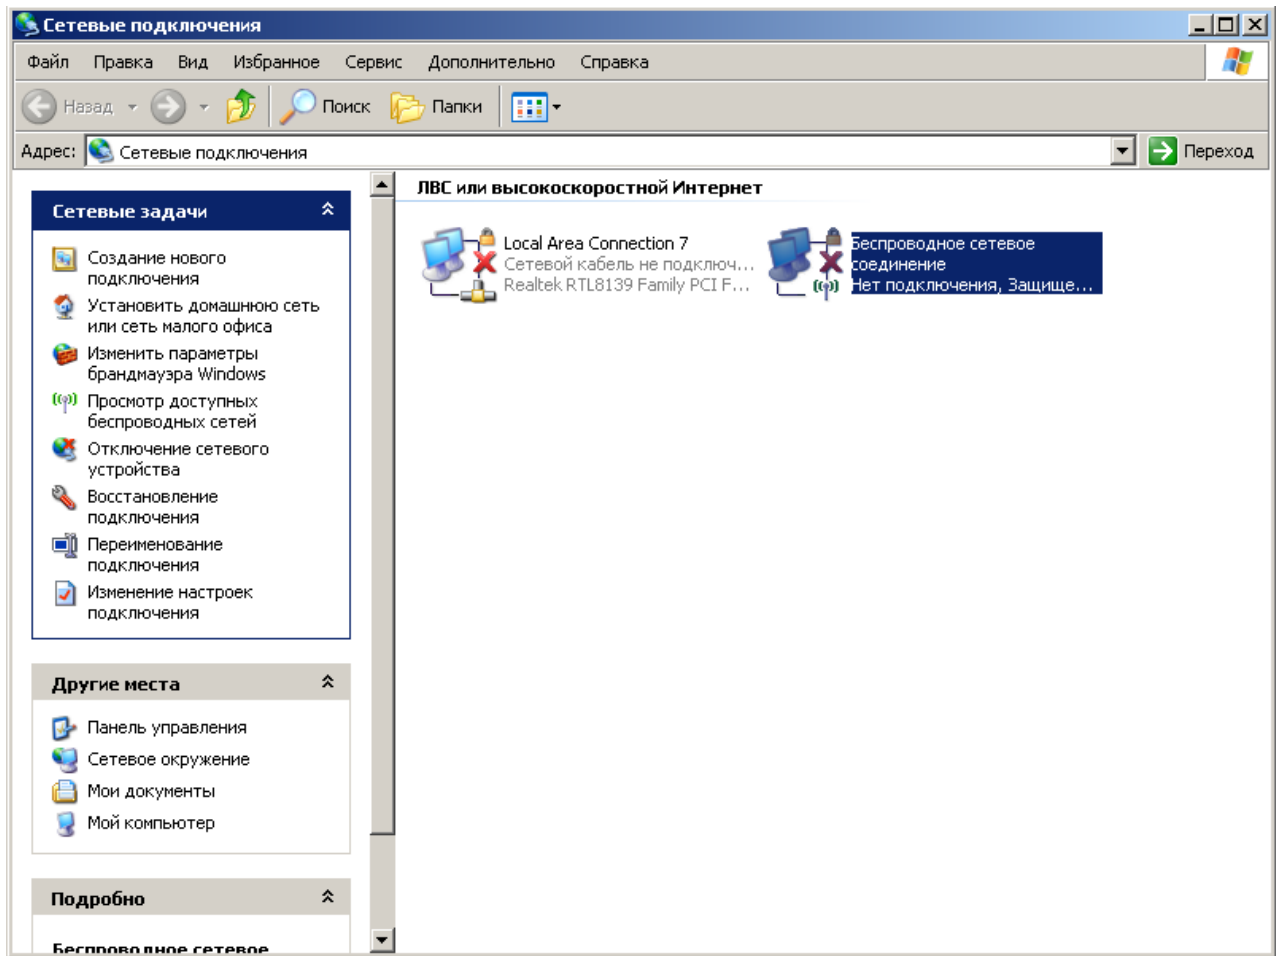 Сетевые подключения
Файл Правка Вид Избранное Сервис Дополнительно Справка
Назад Поиск Папки
Адрес: Сетевые подключения Переход
Сетевые задачи
Создание нового
подключения
Установить домашнюю сеть
или сеть малого офиса
Изменить параметры
брандмауэра Windows
Просмотр доступных
беспроводных сетей
Отключение сетевого
устройства
Восстановление
подключения
Переименование
подключения
Изменение настроек
подключения
Другие места
Панель управления
Сетевое окружение
Мои документы
Мой компьютер
Подробно
Беспроводное сетевое
ЛВС или высокоскоростной Интернет
Local Area Connection 7
Сетевой кабель не подключ...
Realtek RTL8139 Family PCI F...
Беспроводное сетевое
соединение
Нет подключения, Защище...